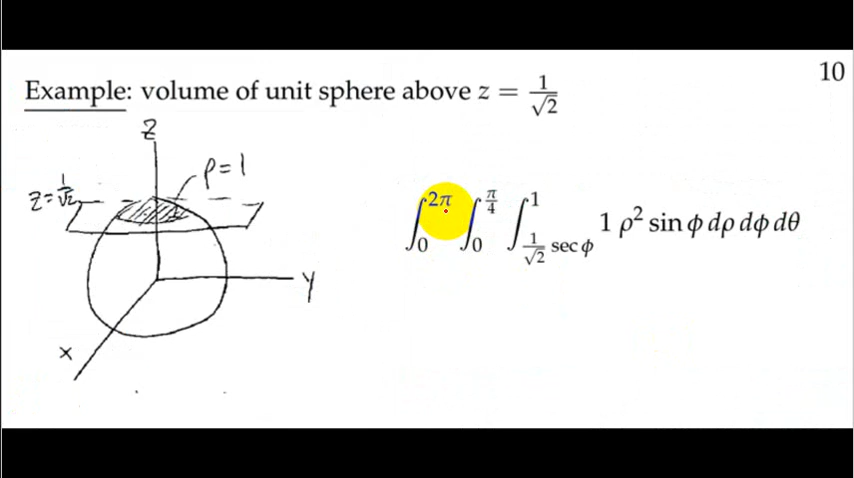 10
Example: volume of unit sphere above z = 1/√2
Z
ρ=1
z=1/√2
∫₀^{2π} ∫₀^{π/4} ∫_{1/√2 sec ϕ}^{1} 1 ρ² sin ϕ dρ dϕ dθ
Y
X